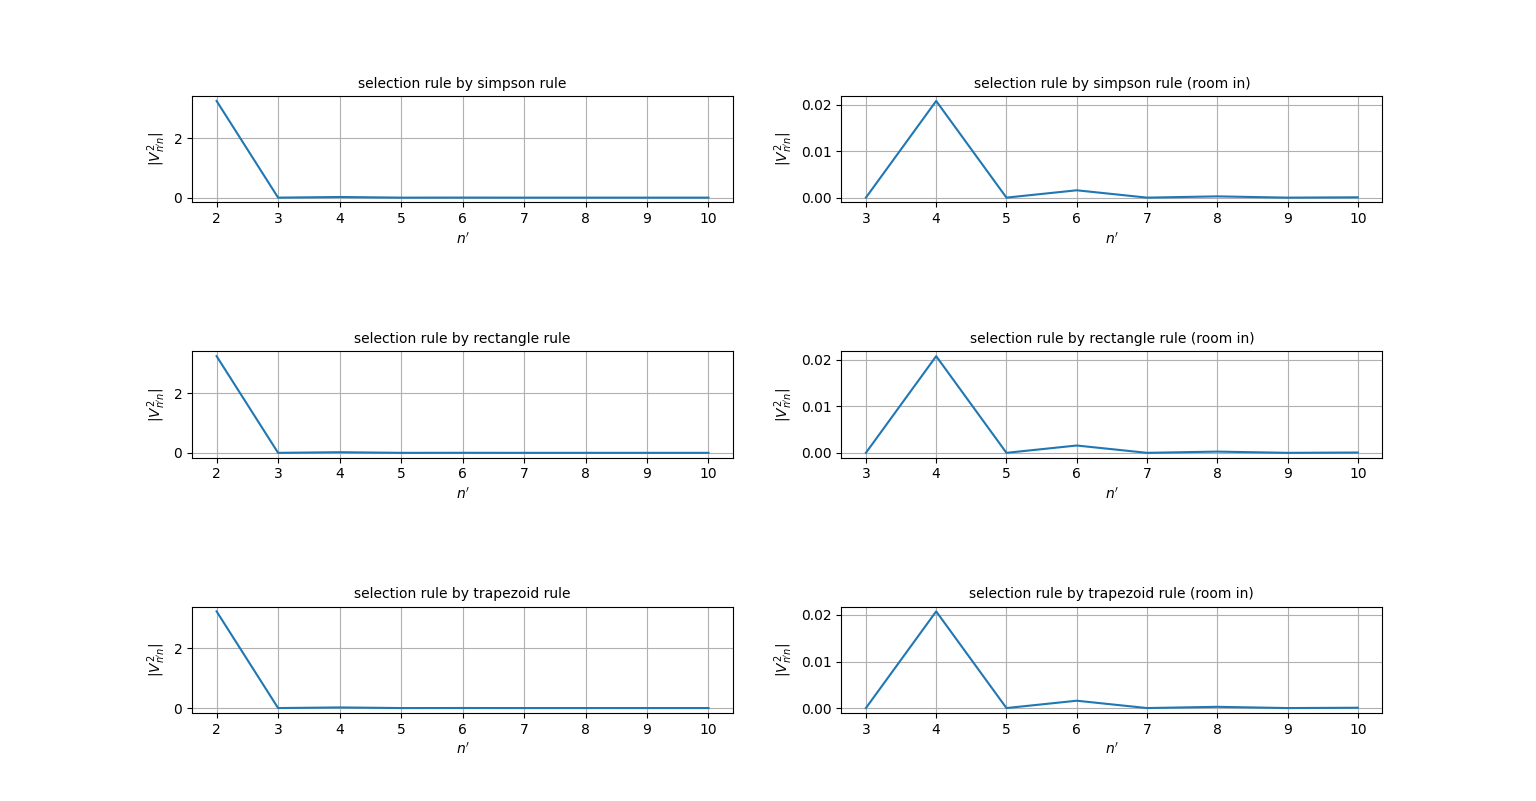 selection rule by simpson rule
|V²ₙ′ₙ|
2
0
2 3 4 5 6 7 8 9 10
n′
selection rule by simpson rule (room in)
|V²ₙ′ₙ|
0.02
0.01
0.00
3 4 5 6 7 8 9 10
n′
selection rule by rectangle rule
|V²ₙ′ₙ|
2
0
2 3 4 5 6 7 8 9 10
n′
selection rule by rectangle rule (room in)
|V²ₙ′ₙ|
0.02
0.01
0.00
3 4 5 6 7 8 9 10
n′
selection rule by trapezoid rule
|V²ₙ′ₙ|
2
0
2 3 4 5 6 7 8 9 10
n′
selection rule by trapezoid rule (room in)
|V²ₙ′ₙ|
0.02
0.01
0.00
3 4 5 6 7 8 9 10
n′